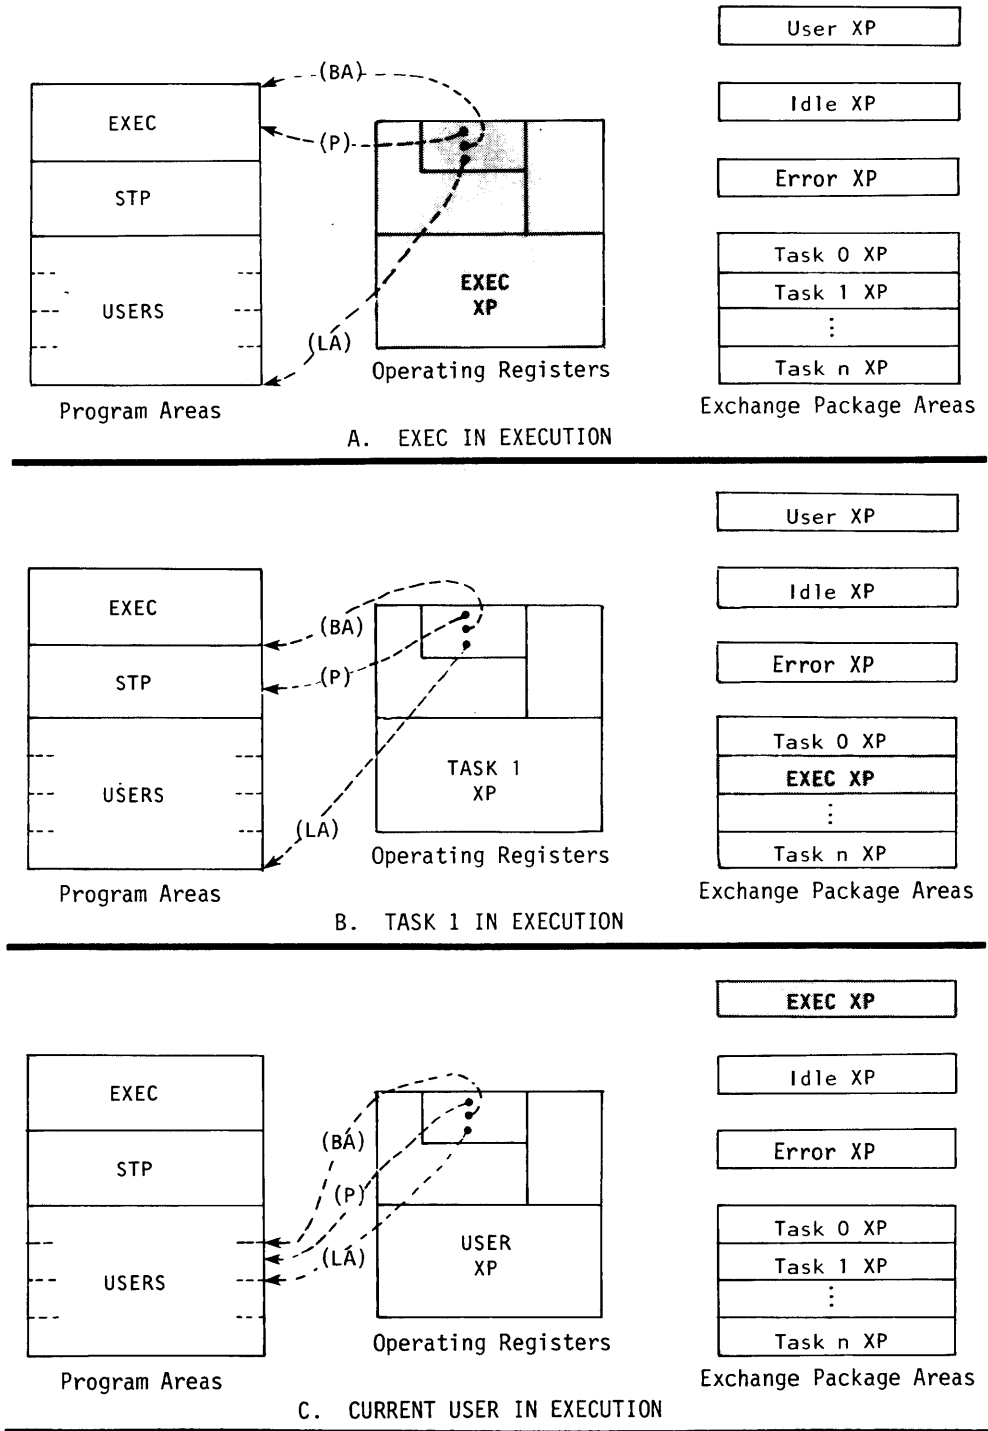 User XP
(BA)
EXEC
Idle XP
(P)
STP
Error XP
USERS
EXEC
XP
Task 0 XP
Task 1 XP
⋮
Task n XP
(LA)
Operating Registers
Program Areas
Exchange Package Areas
A. EXEC IN EXECUTION
User XP
EXEC
Idle XP
(BA)
STP
(P)
Error XP
USERS
TASK 1
XP
Task 0 XP
EXEC XP
⋮
Task n XP
(LA)
Operating Registers
Program Areas
Exchange Package Areas
B. TASK 1 IN EXECUTION
EXEC XP
EXEC
Idle XP
(BA)
STP
Error XP
(P)
USERS
(LA)
USER
XP
Task 0 XP
Task 1 XP
⋮
Task n XP
Operating Registers
Program Areas
Exchange Package Areas
C. CURRENT USER IN EXECUTION